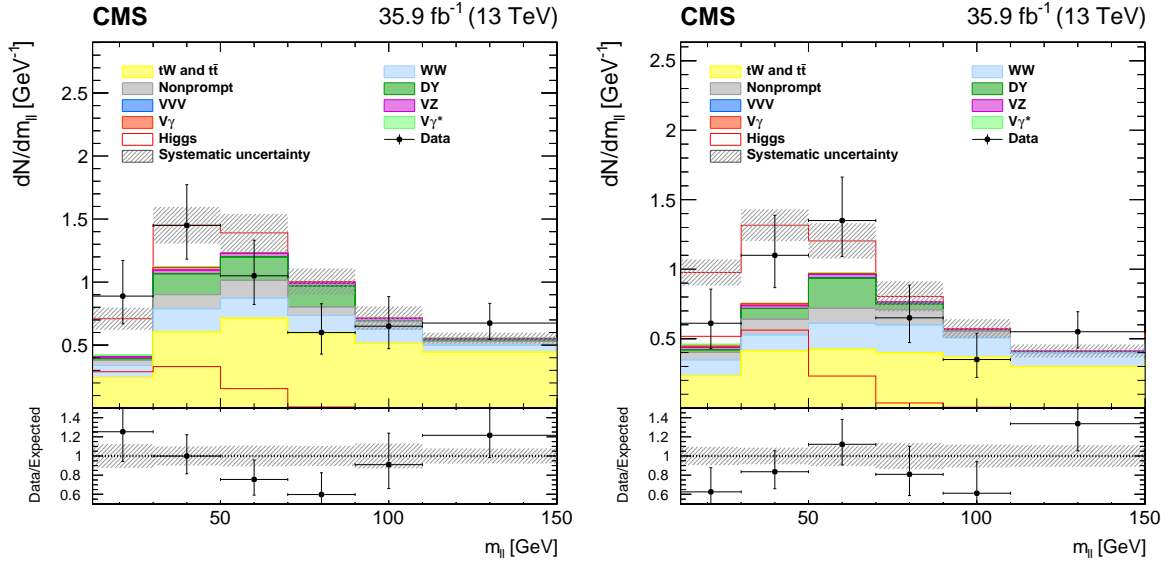 CMS 35.9 fb⁻¹ (13 TeV)
dN/dm_ll [GeV⁻¹]
tW and tt̄ WW
Nonprompt DY
VVV VZ
Vγ Vγ*
Higgs Data
Systematic uncertainty
2.5
2
1.5
1
0.5
Data/Expected
1.4
1.2
1.0
0.8
0.6
50 100 150
m_ll [GeV]
CMS 35.9 fb⁻¹ (13 TeV)
dN/dm_ll [GeV⁻¹]
tW and tt̄ WW
Nonprompt DY
VVV VZ
Vγ Vγ*
Higgs Data
Systematic uncertainty
2.5
2.0
1.5
1
0.5
Data/Expected
1.4
1.2
1.0
0.8
0.6
50 100 150
m_ll [GeV]